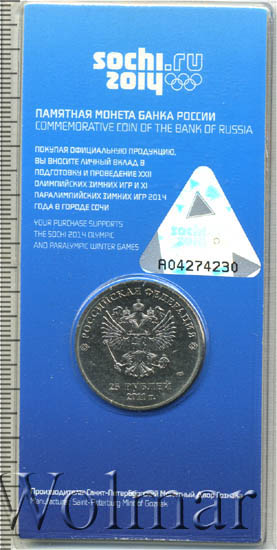 sochi.ru
2014
ПАМЯТНАЯ МОНЕТА БАНКА РОССИИ
COMMEMORATIVE COIN OF THE BANK OF RUSSIA
ПОКУПАЯ ОФИЦИАЛЬНУЮ ПРОДУКЦИЮ,
ВЫ ВНОСИТЕ ЛИЧНЫЙ ВКЛАД В
ПОДГОТОВКУ И ПРОВЕДЕНИЕ XXII
ОЛИМПИЙСКИХ ЗИМНИХ ИГР И XI
ПАРАЛИМПИЙСКИХ ЗИМНИХ ИГР 2014
ГОДА В ГОРОДЕ СОЧИ
YOUR PURCHASE SUPPORTS
THE SOCHI 2014 OLYMPIC
AND PARALYMPIC WINTER GAMES
A04274230
РОССИЙСКАЯ ФЕДЕРАЦИЯ
25 РУБЛЕЙ
Производитель: Санкт-Петербургский Монетный двор Гознака
Manufacturer: Saint-Petersburg Mint of Goznak
Wolmar